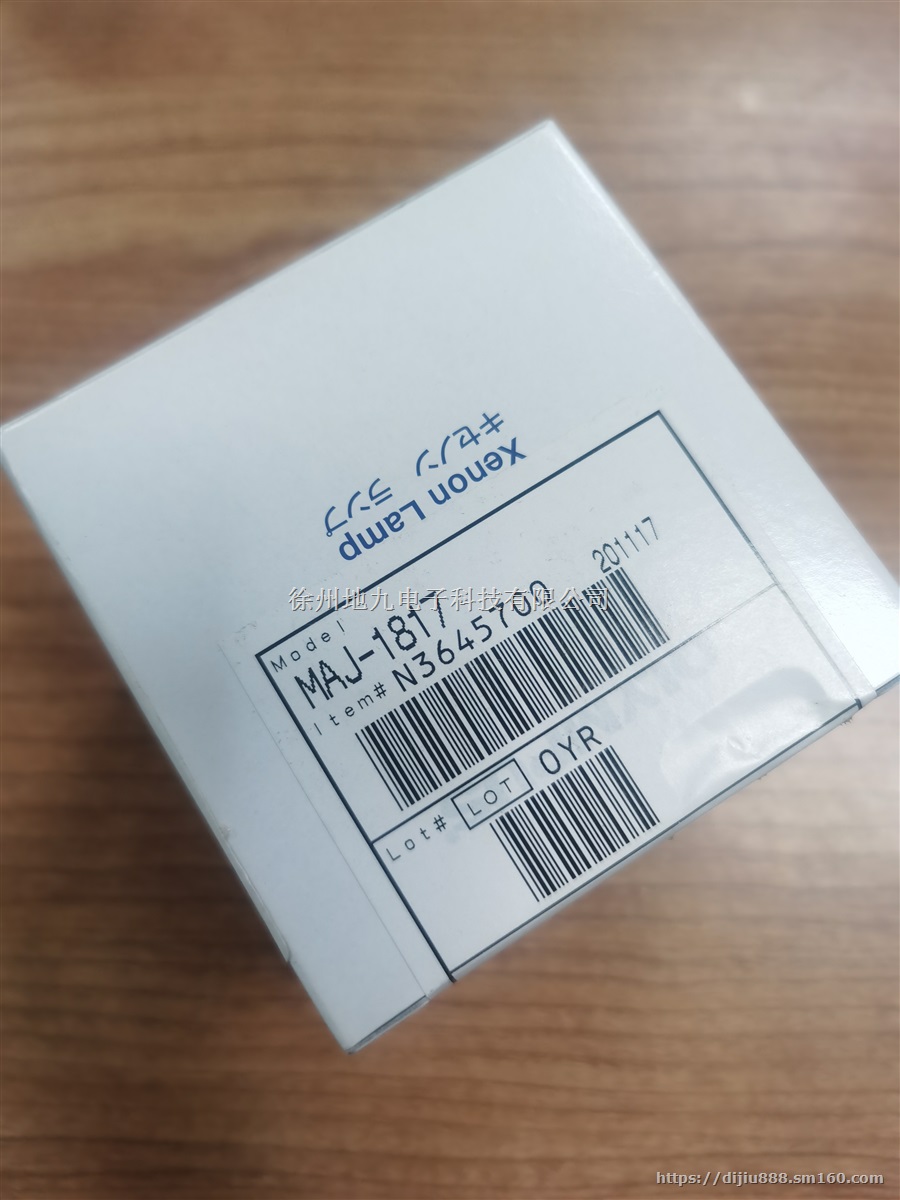 Xenon Lamp
キセノン ランプ
Model
MAJ-1817
Item# N3645700 201117
Lot# LOT 0YR
徐州地九电子科技有限公司
https://dijiu888.sm160.com